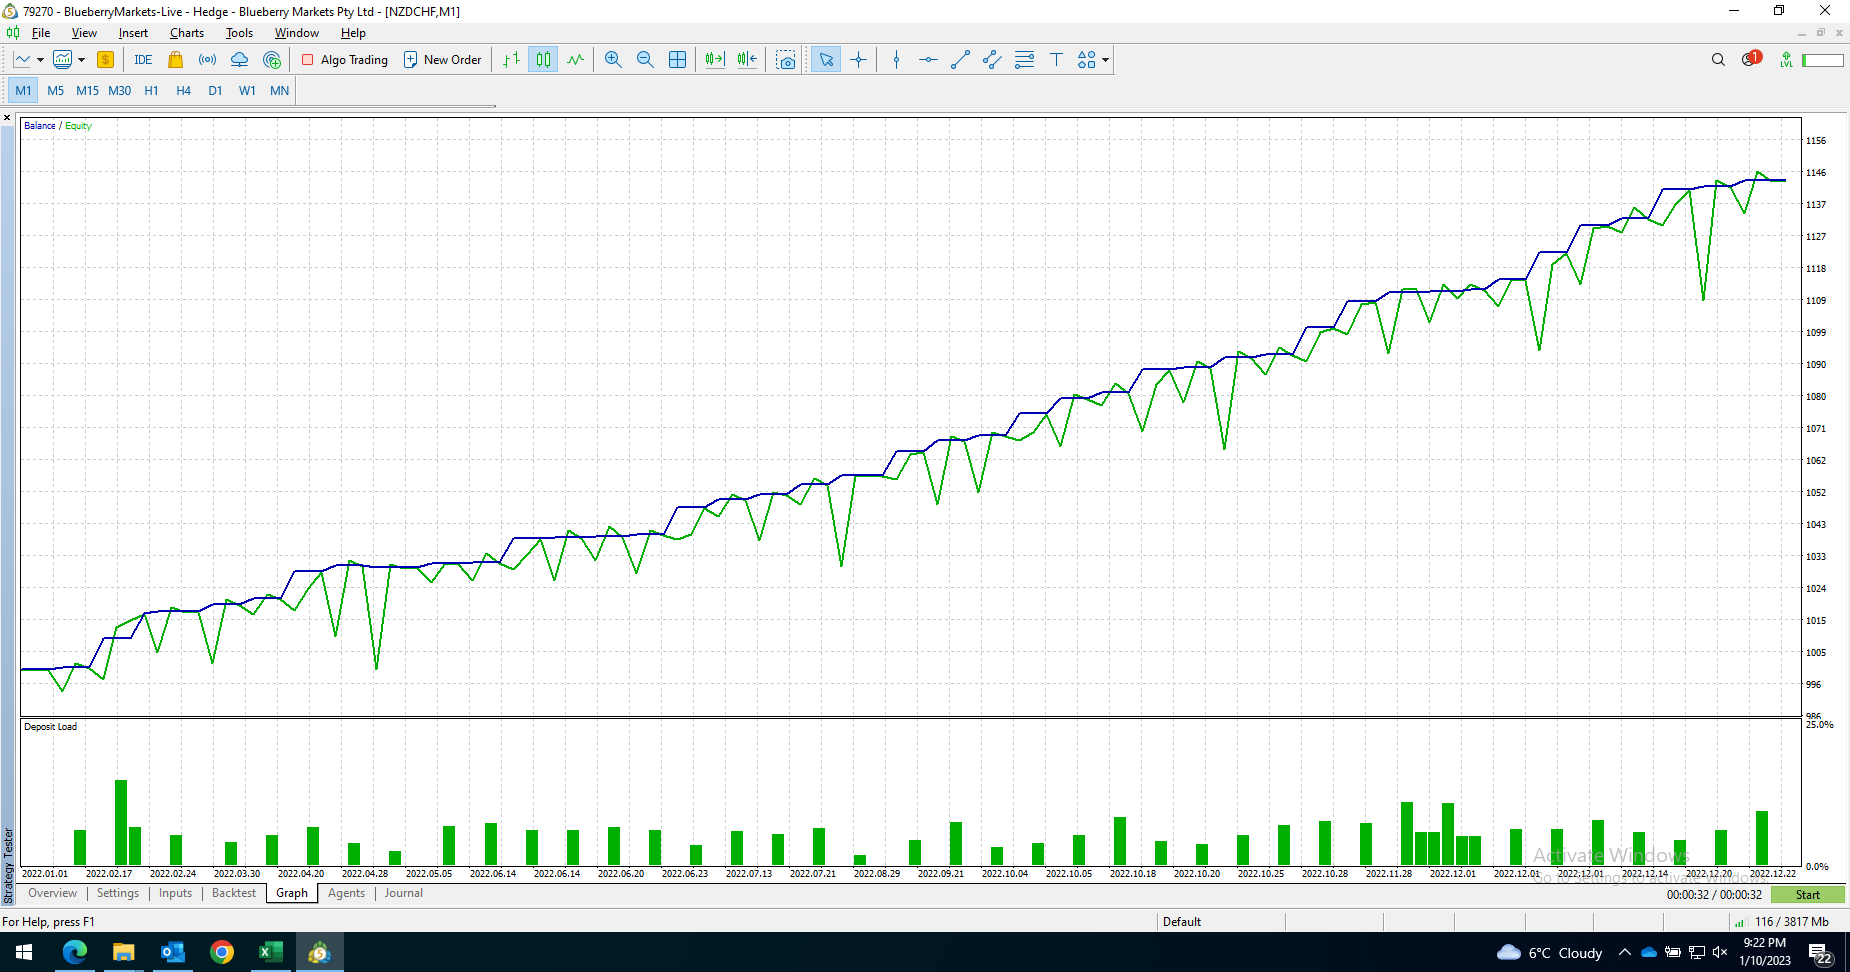 79270 - BlueberryMarkets-Live - Hedge - Blueberry Markets Pty Ltd - [NZDCHF,M1]
File View Insert Charts Tools Window Help
$ IDE Algo Trading New Order T 1 LVL
M1 M5 M15 M30 H1 H4 D1 W1 MN
Balance / Equity
1156
1146
1137
1127
1118
1109
1099
1090
1080
1071
1062
1052
1043
1033
1024
1015
1005
996
986
Deposit Load
25.0%
0.0%
2022.01.01 2022.02.17 2022.02.24 2022.03.30 2022.04.20 2022.04.28 2022.05.05 2022.06.14 2022.06.14 2022.06.20 2022.06.23 2022.07.13 2022.07.21 2022.08.29 2022.09.21 2022.10.04 2022.10.05 2022.10.18 2022.10.20 2022.10.25 2022.10.28 2022.11.28 2022.12.01 2022.12.01 2022.12.01 2022.12.14 2022.12.20 2022.12.22
Activate Windows
Go to Settings to activate Windows.
Strategy Tester
Overview Settings Inputs Backtest Graph Agents Journal 00:00:32 / 00:00:32 Start
For Help, press F1 Default 116 / 3817 Mb
6°C Cloudy 9:22 PM
1/10/2023 22